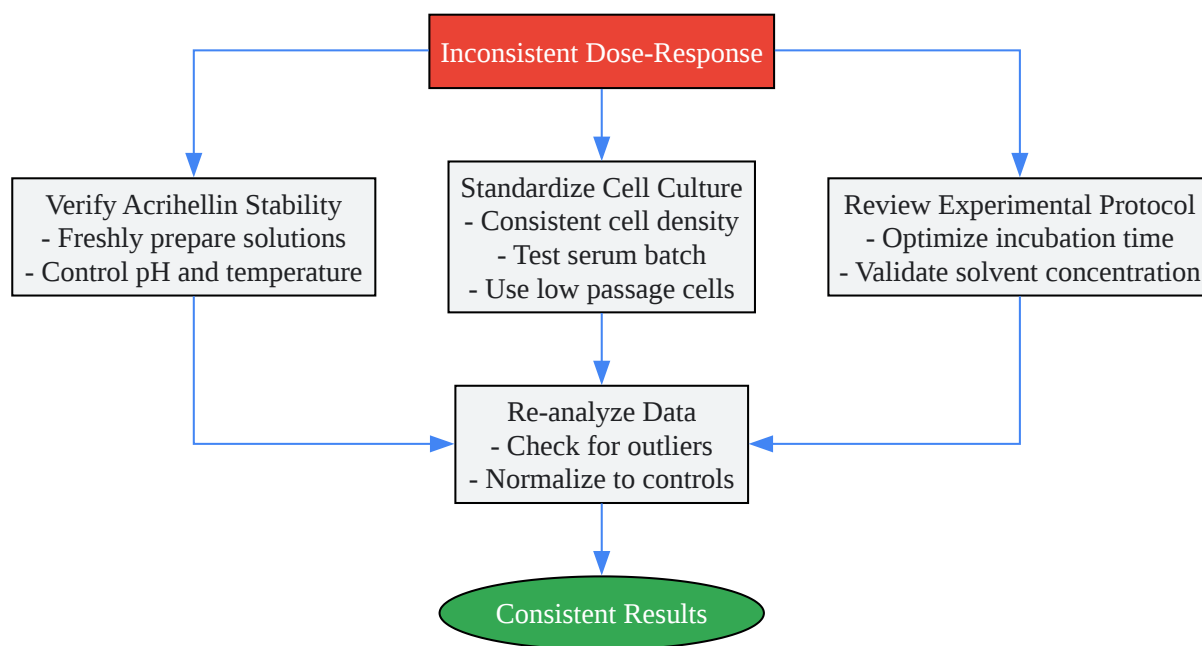 Inconsistent Dose-Response
Verify Acrihellin Stability
- Freshly prepare solutions
- Control pH and temperature
Standardize Cell Culture
- Consistent cell density
- Test serum batch
- Use low passage cells
Review Experimental Protocol
- Optimize incubation time
- Validate solvent concentration
Re-analyze Data
- Check for outliers
- Normalize to controls
Consistent Results